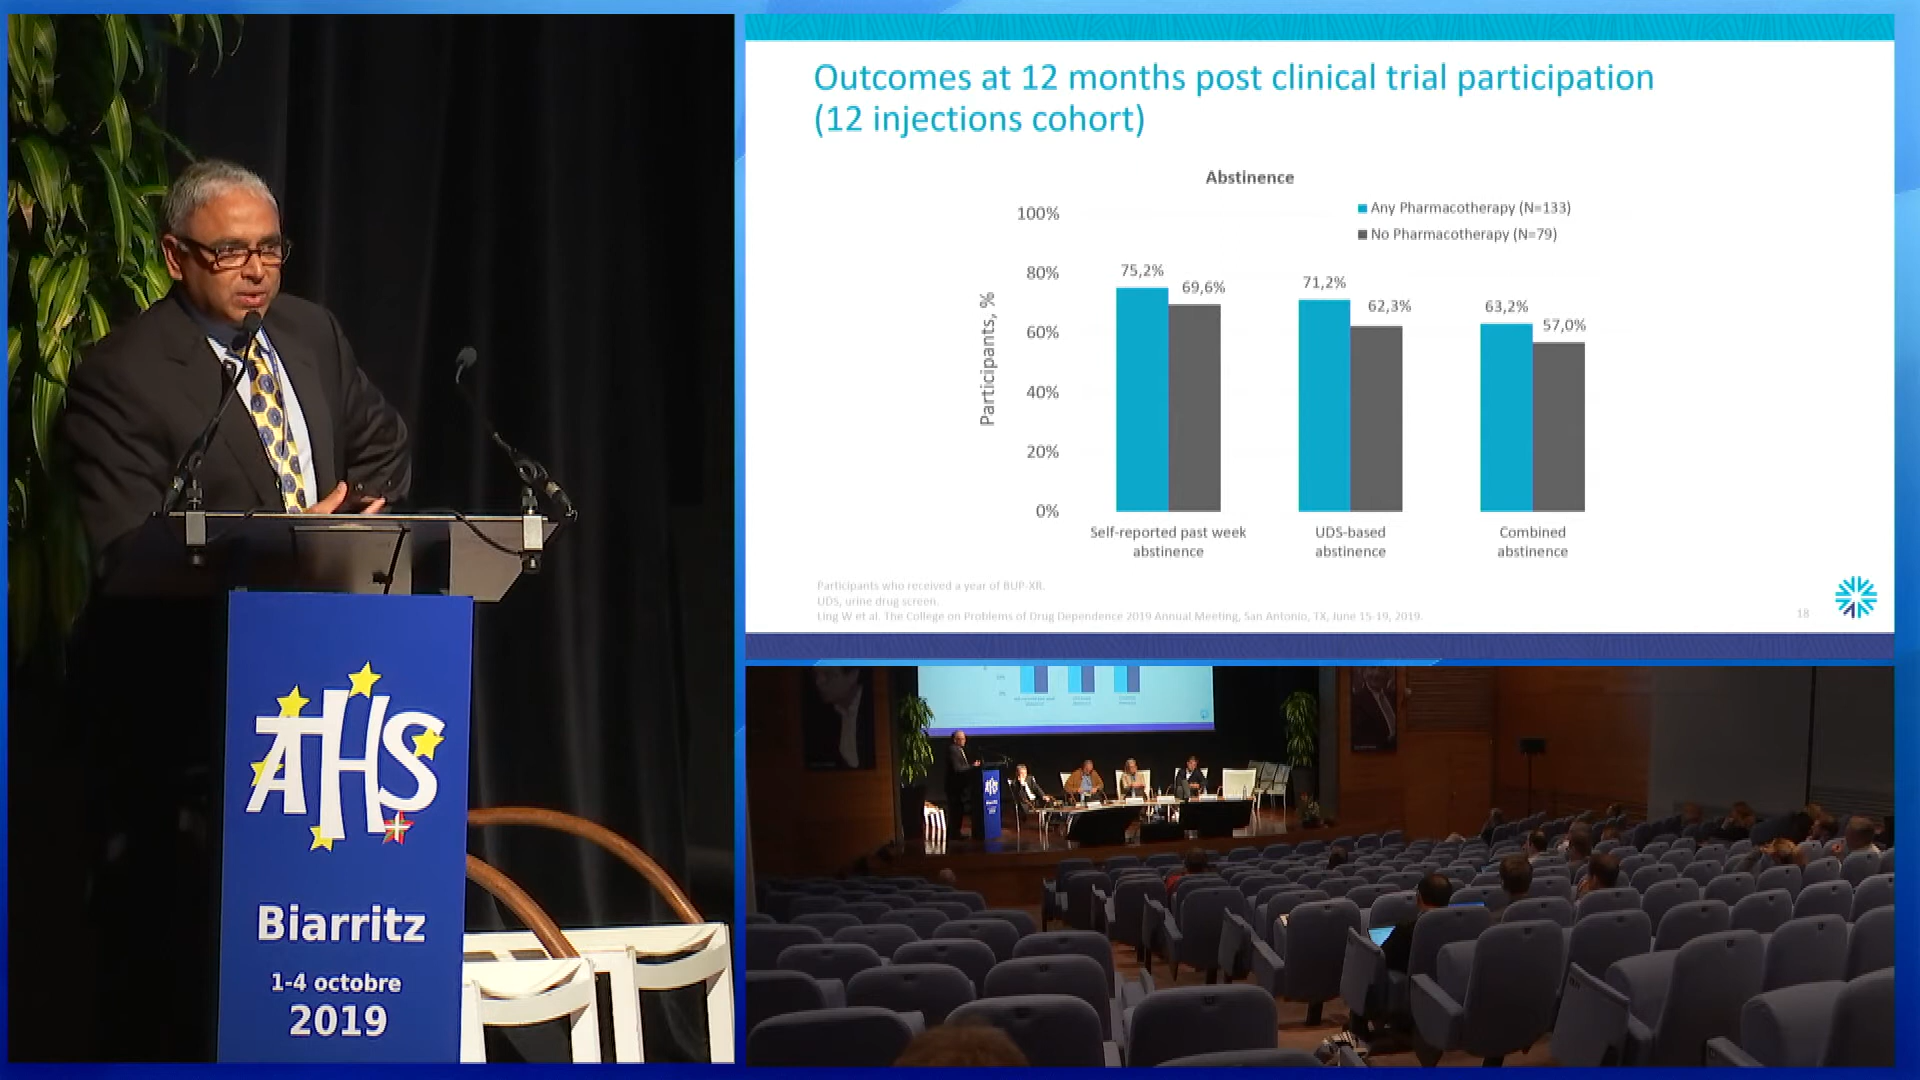 AHS
Biarritz
1-4 octobre
2019
Outcomes at 12 months post clinical trial participation
(12 injections cohort)
Abstinence
Any Pharmacotherapy (N=133)
No Pharmacotherapy (N=79)
Participants, %
100%
80%
60%
40%
20%
0%
75,2%
69,6%
71,2%
62,3%
63,2%
57,0%
Self-reported past week
abstinence
UDS-based
abstinence
Combined
abstinence
Participants who received a year of BUP-XR.
UDS, urine drug screen.
Ling W et al. The College on Problems of Drug Dependence 2019 Annual Meeting, San Antonio, TX, June 15-19, 2019.
18